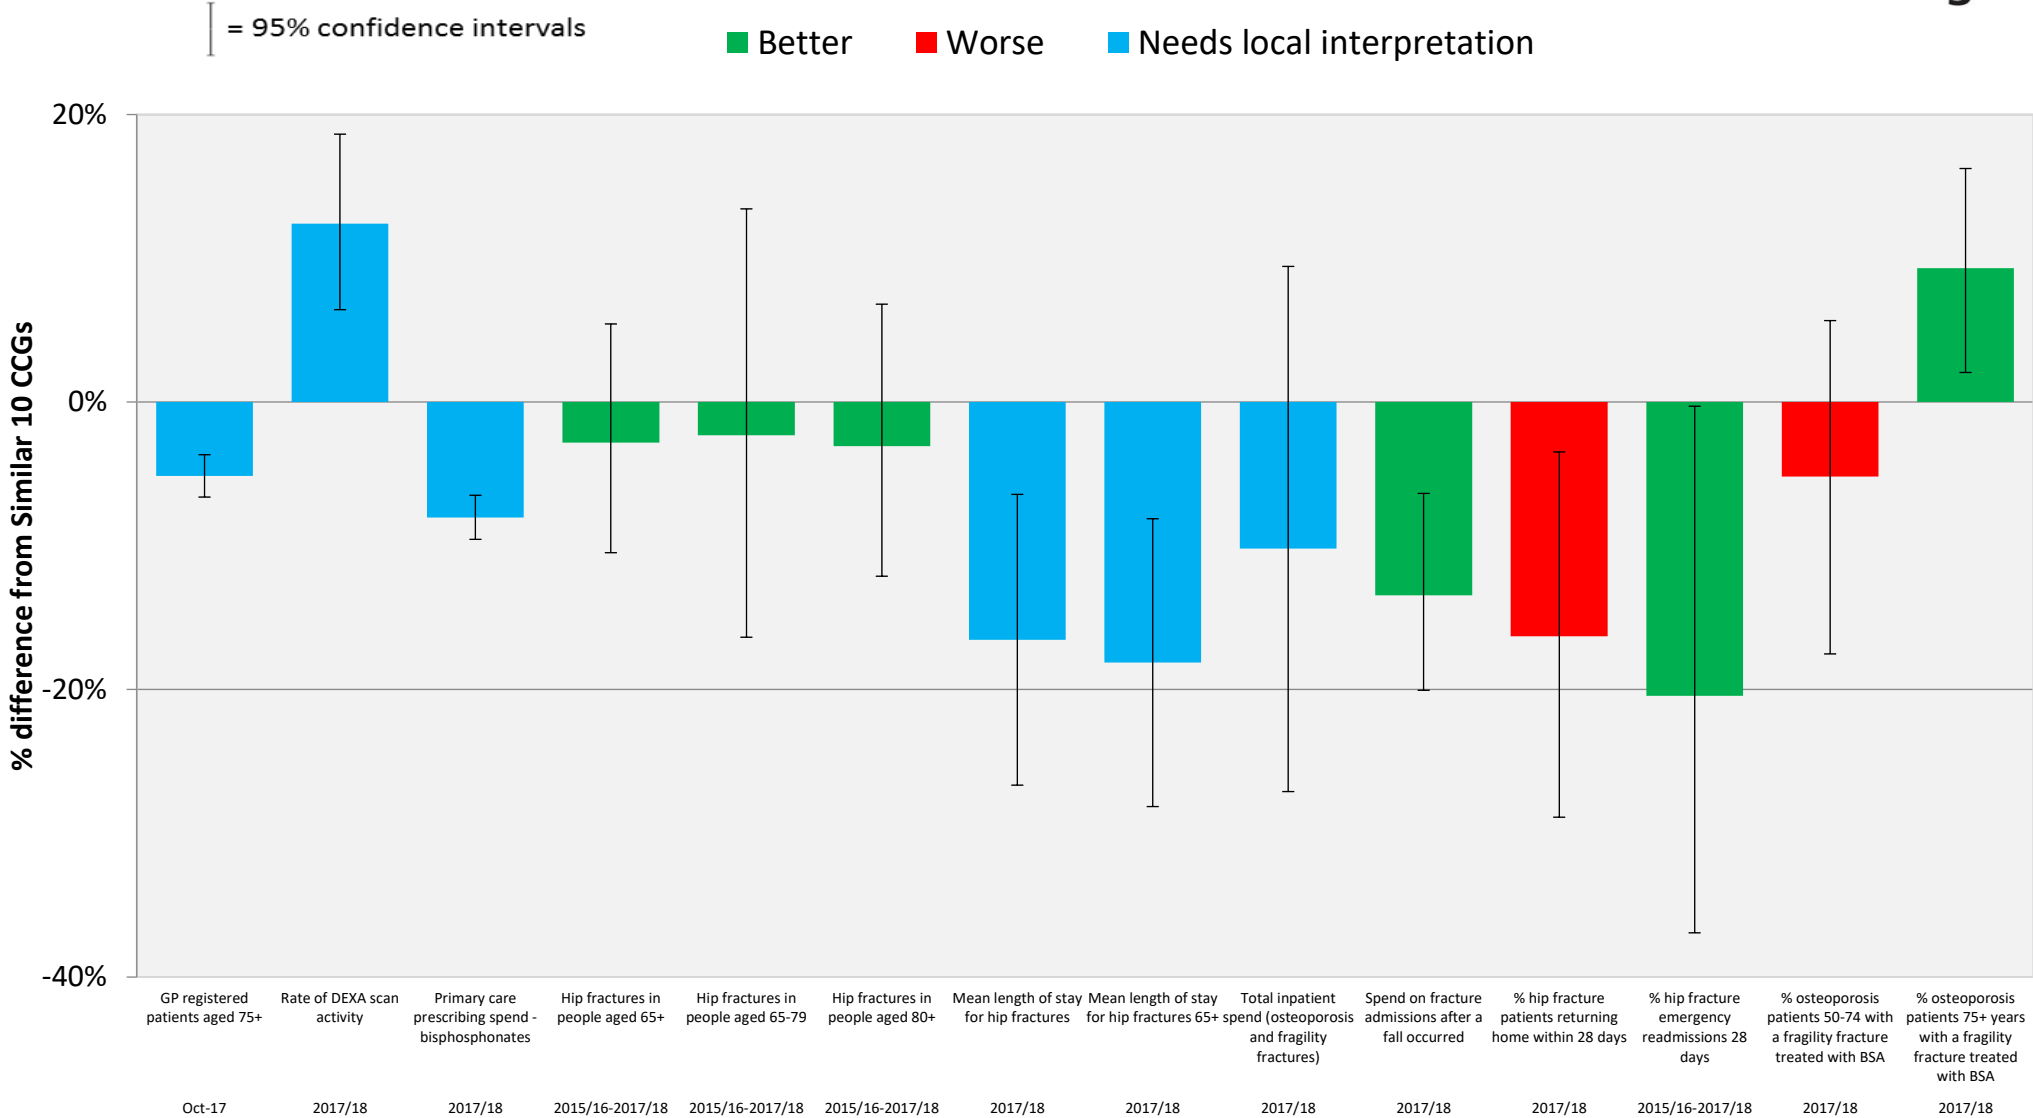 = 95% confidence intervals
Better
Worse
Needs local interpretation
% difference from Similar 10 CCGs
20%
0%
-20%
-40%
GP registered
patients aged 75+
Oct-17
Rate of DEXA scan
activity
2017/18
Primary care
prescribing spend -
bisphosphonates
2017/18
Hip fractures in
people aged 65+
2015/16-2017/18
Hip fractures in
people aged 65-79
2015/16-2017/18
Hip fractures in
people aged 80+
2015/16-2017/18
Mean length of stay
for hip fractures
2017/18
Mean length of stay
for hip fractures 65+
2017/18
Total inpatient
spend (osteoporosis
and fragility
fractures)
2017/18
Spend on fracture
admissions after a
fall occurred
2017/18
% hip fracture
patients returning
home within 28 days
2017/18
% hip fracture
emergency
readmissions 28
days
2015/16-2017/18
% osteoporosis
patients 50-74 with
a fragility fracture
treated with BSA
2017/18
% osteoporosis
patients 75+ years
with a fragility
fracture treated
with BSA
2017/18